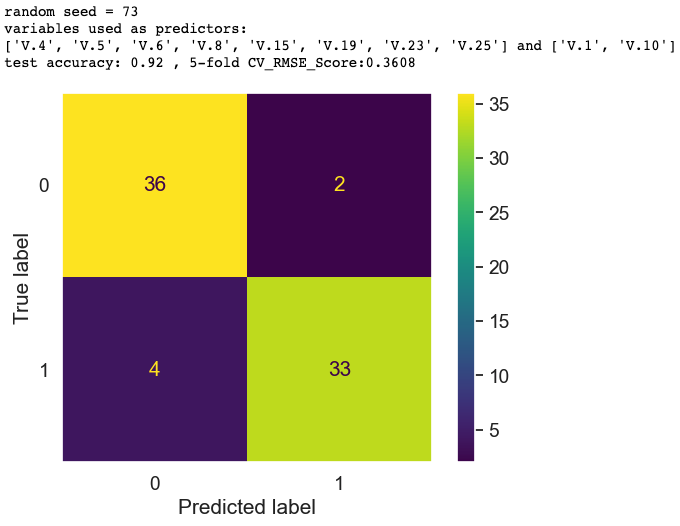 random seed = 73
variables used as predictors:
['V.4', 'V.5', 'V.6', 'V.8', 'V.15', 'V.19', 'V.23', 'V.25'] and ['V.1', 'V.10']
test accuracy: 0.92 , 5-fold CV_RMSE_Score:0.3608
35
0
36
2
30
25
True label
20
15
1
4
33
10
5
0
1
Predicted label